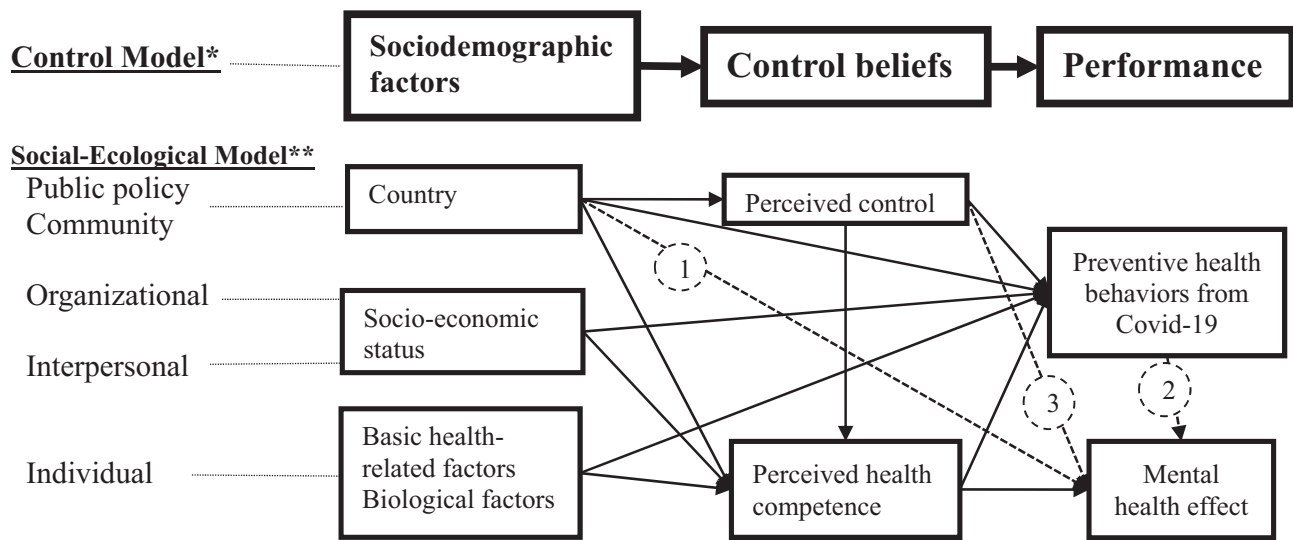 Control Model*
Sociodemographic
factors
Control beliefs
Performance
Social-Ecological Model**
Public policy
Community
Organizational
Interpersonal
Individual
Country
Socio-economic
status
Basic health-
related factors
Biological factors
Perceived control
1
Perceived health
competence
Preventive health
behaviors from
Covid-19
3
2
Mental
health effect